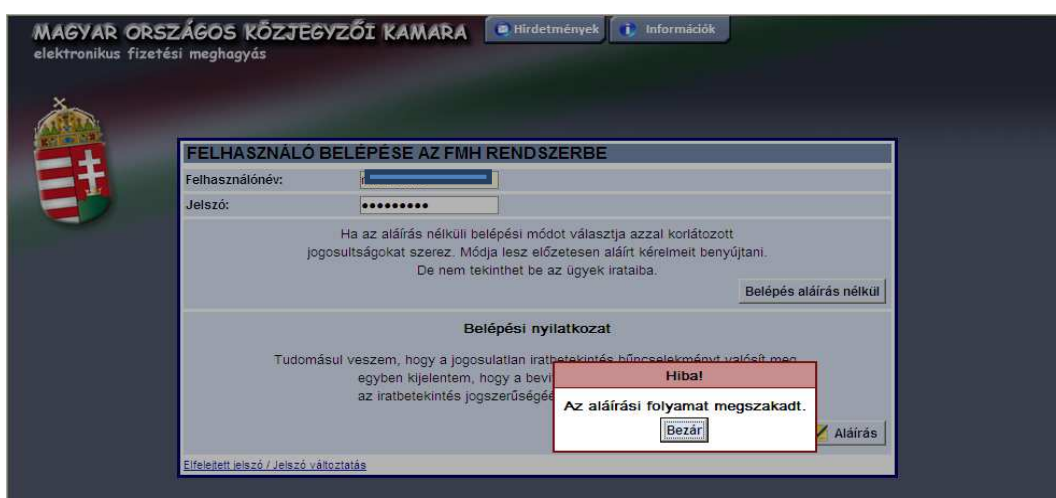 MAGYAR ORSZÁGOS KÖZJEGYZŐI KAMARA
elektronikus fizetési meghagyás
Hirdetmények
Információk
FELHASZNÁLÓ BELÉPÉSE AZ FMH RENDSZERBE
Felhasználónév:
Jelszó:
Ha az aláírás nélküli belépési módot választja azzal korlátozott
jogosultságokat szerez. Módja lesz előzetesen aláírt kérelmeit benyújtani.
De nem tekinthet be az ügyek irataiba.
Belépés aláírás nélkül
Belépési nyilatkozat
Tudomásul veszem, hogy a jogosulatlan iratbetekintés bűncselekményt valósít meg
egyben kijelentem, hogy a
az iratbetekintés
Hiba!
Az aláírási folyamat megszakadt.
Bezár
Aláírás
Elfelejtett jelszó / Jelszó változtatás